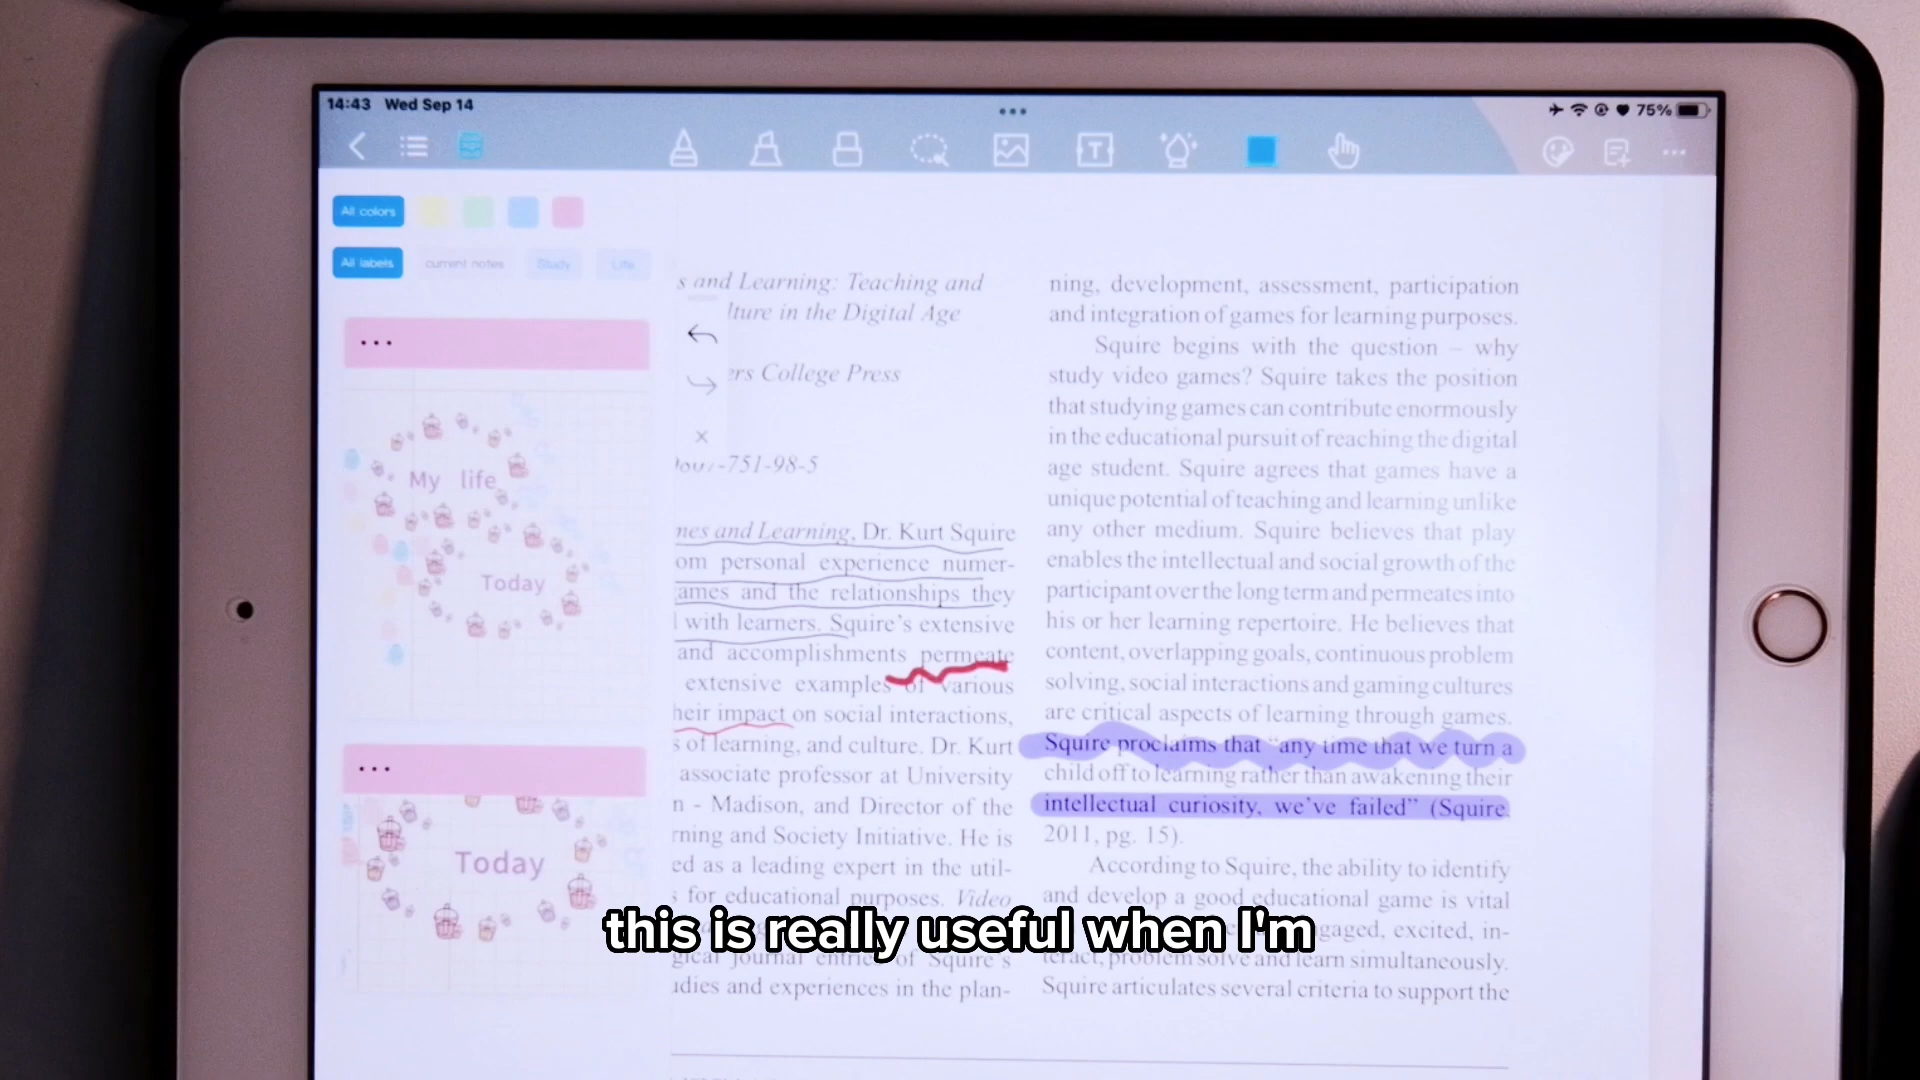 14:43 Wed Sep 14
75%
All colors
All labels current notes Study Life
My life
Today
Today
s and Learning: Teaching and
lture in the Digital Age
ers College Press
-751-98-5
mes and Learning, Dr. Kurt Squire
om personal experience numer-
ames and the relationships they
with learners. Squire's extensive
and accomplishments permeate
extensive examples of various
heir impact on social interactions,
s of learning, and culture. Dr. Kurt
associate professor at University
n - Madison, and Director of the
rning and Society Initiative. He is
ed as a leading expert in the util-
s for educational purposes. Video
gical journal entries of Squire's
udies and experiences in the plan-
ning, development, assessment, participation
and integration of games for learning purposes.
Squire begins with the question – why
study video games? Squire takes the position
that studying games can contribute enormously
in the educational pursuit of reaching the digital
age student. Squire agrees that games have a
unique potential of teaching and learning unlike
any other medium. Squire believes that play
enables the intellectual and social growth of the
participant over the long term and permeates into
his or her learning repertoire. He believes that
content, overlapping goals, continuous problem
solving, social interactions and gaming cultures
are critical aspects of learning through games.
Squire proclaims that "any time that we turn a
child off to learning rather than awakening their
intellectual curiosity, we've failed" (Squire,
2011, pg. 15).
According to Squire, the ability to identify
and develop a good educational game is vital
ngaged, excited, in-
teract, problem solve and learn simultaneously.
Squire articulates several criteria to support the
this is really useful when I'm